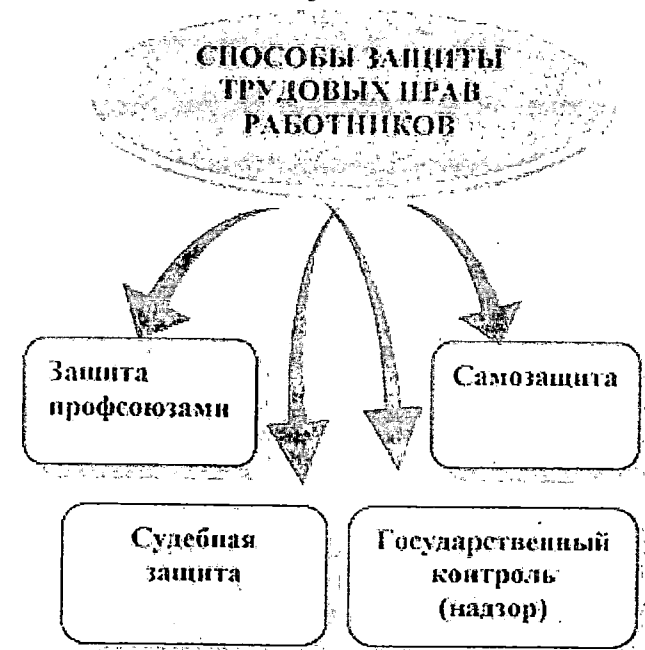 СПОСОБЫ ЗАЩИТЫ
ТРУДОВЫХ ПРАВ
РАБОТНИКОВ
Защита
профсоюзами
Самозащита
Судебная
защита
Государственный
контроль
(надзор)